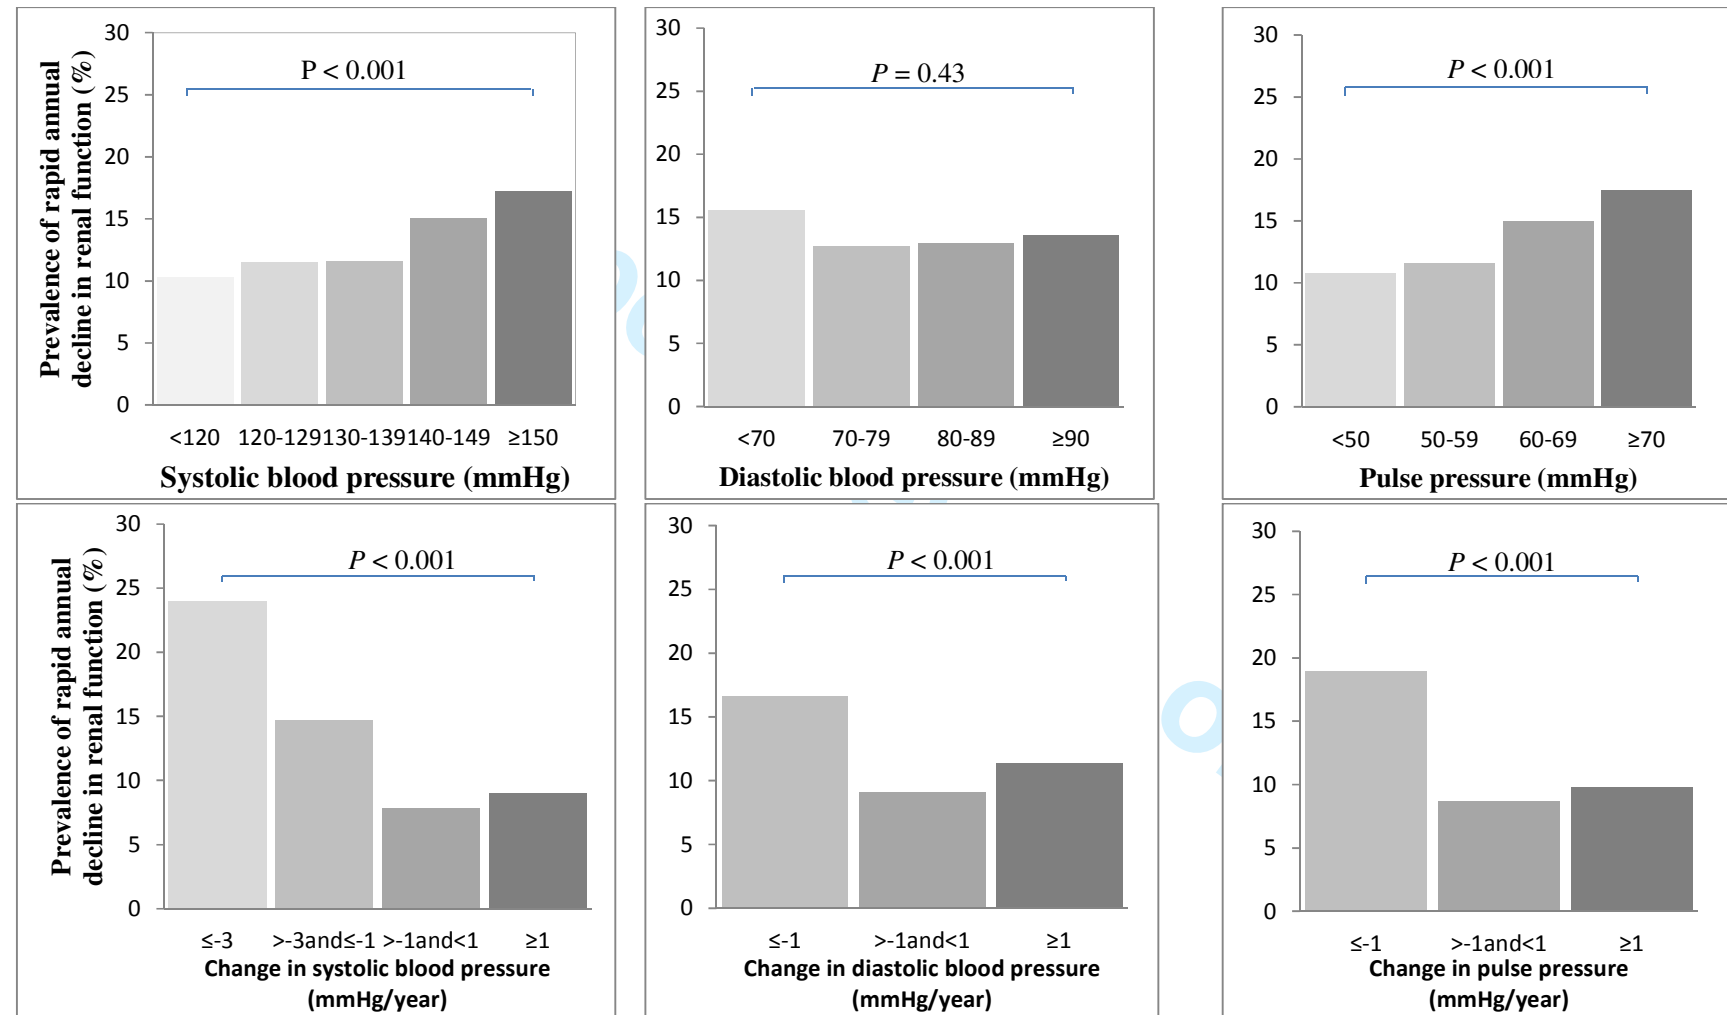 Prevalence of rapid annual
decline in renal function (%)
30
25
20
15
10
5
0
P < 0.001
<120 120-129 130-139 140-149 ≥150
Systolic blood pressure (mmHg)
30
25
20
15
10
5
0
P = 0.43
<70 70-79 80-89 ≥90
Diastolic blood pressure (mmHg)
30
25
20
15
10
5
0
P < 0.001
<50 50-59 60-69 ≥70
Pulse pressure (mmHg)
Prevalence of rapid annual
decline in renal function (%)
30
25
20
15
10
5
0
P < 0.001
≤-3 >-3and≤-1 >-1and<1 ≥1
Change in systolic blood pressure
(mmHg/year)
30
25
20
15
10
5
0
P < 0.001
≤-1 >-1and<1 ≥1
Change in diastolic blood pressure
(mmHg/year)
30
25
20
15
10
5
0
P < 0.001
≤-1 >-1and<1 ≥1
Change in pulse pressure
(mmHg/year)